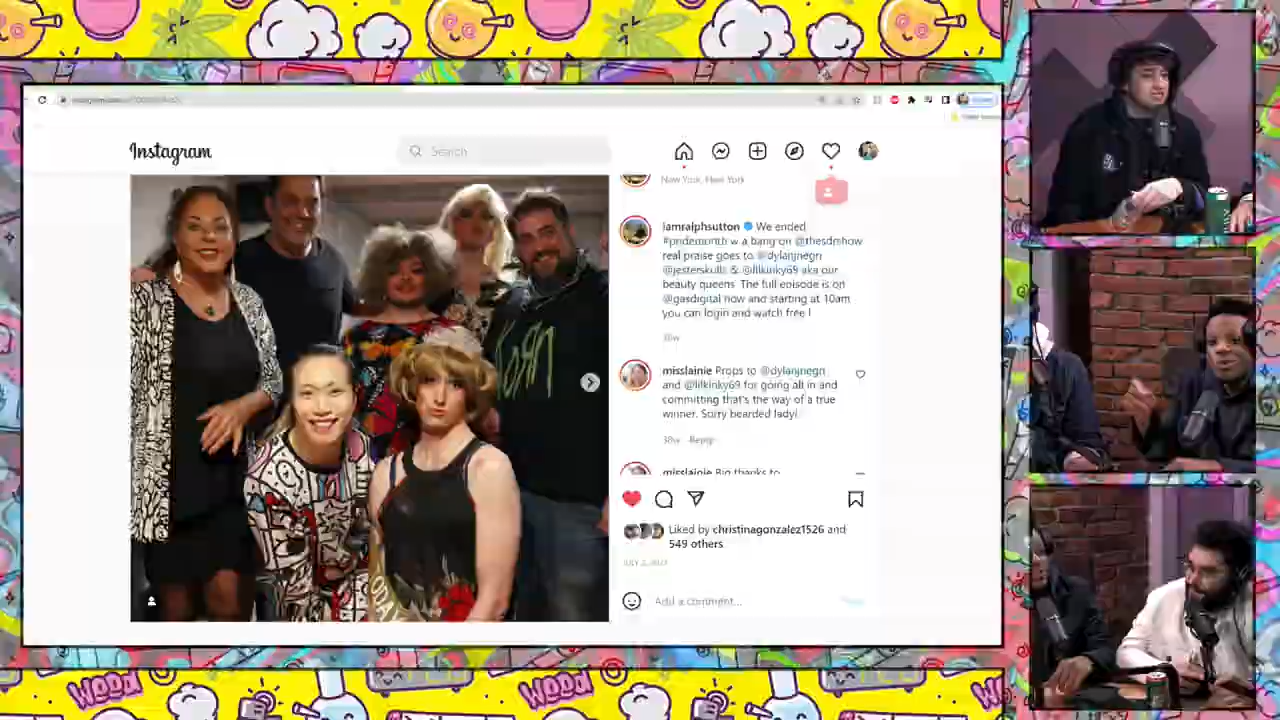 Instagram
Search
New York, New York
iamralphsutton We ended
#pridemonth w a bang on @thesdrshow
real praise goes to @dylanjnegri
@jesterskullz & @lilkinky69 aka our
beauty queens The full episode is on
@gasdigital now and starting at 10am
you can login and watch free !
misslainie Props to @dylanjnegri
and @lilkinky69 for going all in and
committing that's the way of a true
winner. Sorry bearded lady!
Reply
misslainie Big thanks to
Liked by christinagonzalez1526 and
549 others
Add a comment...
KoRn
Weed
Weed